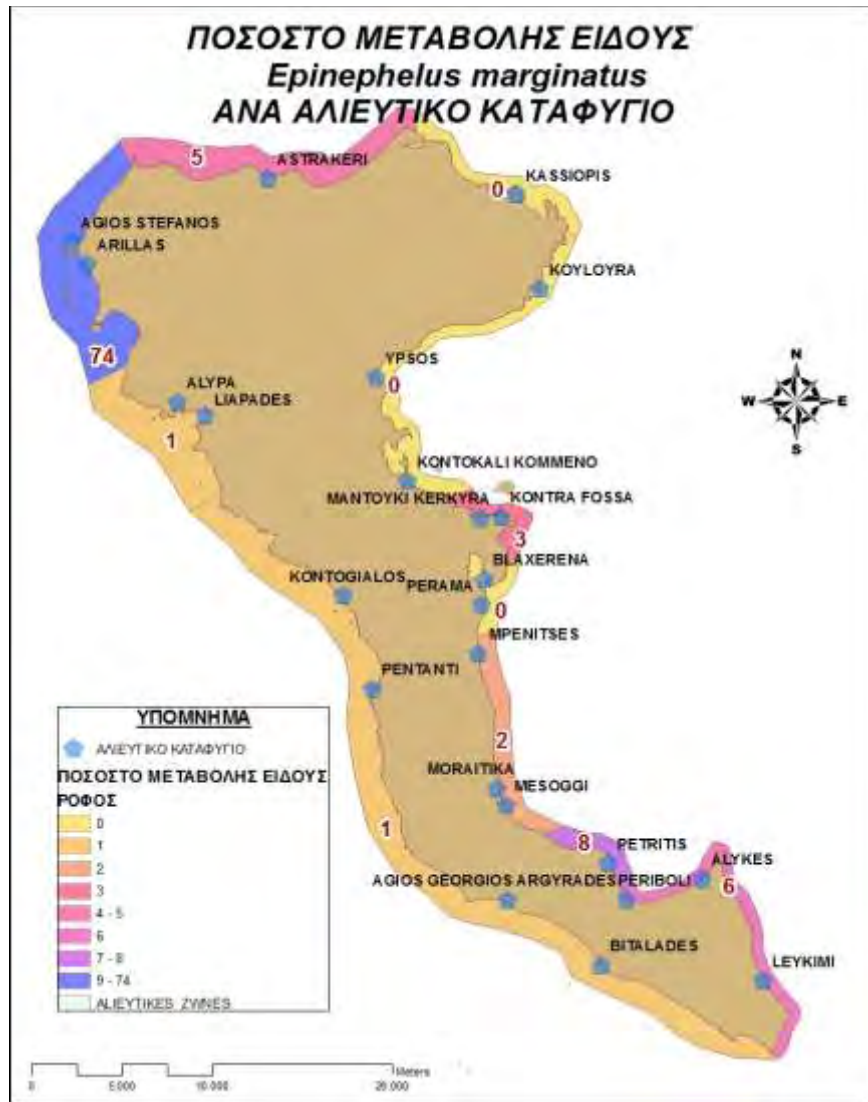 ΠΟΣΟΣΤΟ ΜΕΤΑΒΟΛΗΣ ΕΙΔΟΥΣ
Epinephelus marginatus
ΑΝΑ ΑΛΙΕΥΤΙΚΟ ΚΑΤΑΦΥΓΙΟ
5
ASTRAKERI
KASSIOPIS
0
AGIOS STEFANOS
ARILLAS
KOYLOYRA
74
YPSOS
0
ALYPA
LIAPADES
1
N
W E
S
KONTOKALI KOMMENO
MANTOYKI KERKYRA
KONTRA FOSSA
3
BLAXERENA
KONTOGIALOS
PERAMA
0
MPENITSES
PENTANTI
2
MORAITIKA
MESOGGI
1
8
PETRITIS
ALYKES
AGIOS GEORGIOS ARGYRADES
PERIBOLI
6
BITALADES
LEYKIMI
ΥΠΟΜΝΗΜΑ
ΑΛΙΕΥΤΙΚΟ ΚΑΤΑΦΥΓΙΟ
ΠΟΣΟΣΤΟ ΜΕΤΑΒΟΛΗΣ ΕΙΔΟΥΣ
ΡΟΦΟΣ
0
1
2
3
4 - 5
6
7 - 8
9 - 74
ALIEYTIKES ZWNES
Meters
0 5.000 10.000 20.000